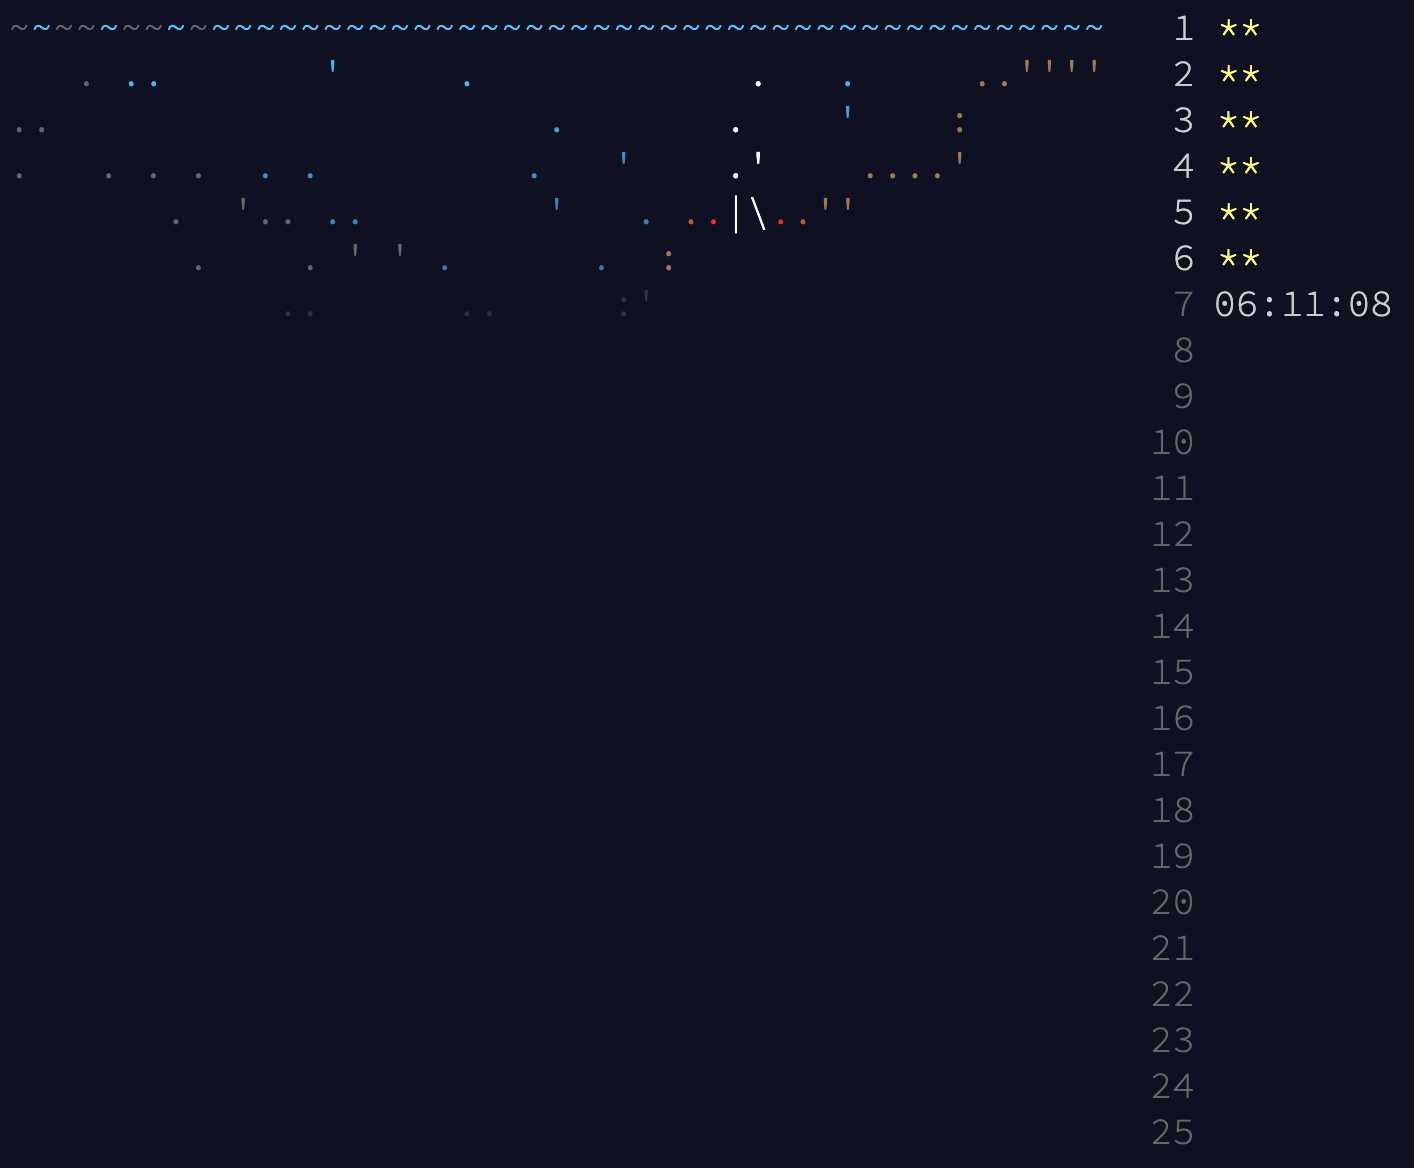 ~~~~~~~~~~~~~~~~~~~~~~~~~~~~~~~~~~~~~~~~~~~~~~~~~  1 **
   . ..       '     .            .   .     ..''''  2 **
..                      .       .    '    :        3 **
.   . . .  . .         .   '    .'    ....'        4 **
       .  '.. ..        '   . ..|\..''             5 **
        .    . ' ' .      .  :                     6 **
            ..      ..     :'                      7 06:11:08
8
9
10
11
12
13
14
15
16
17
18
19
20
21
22
23
24
25